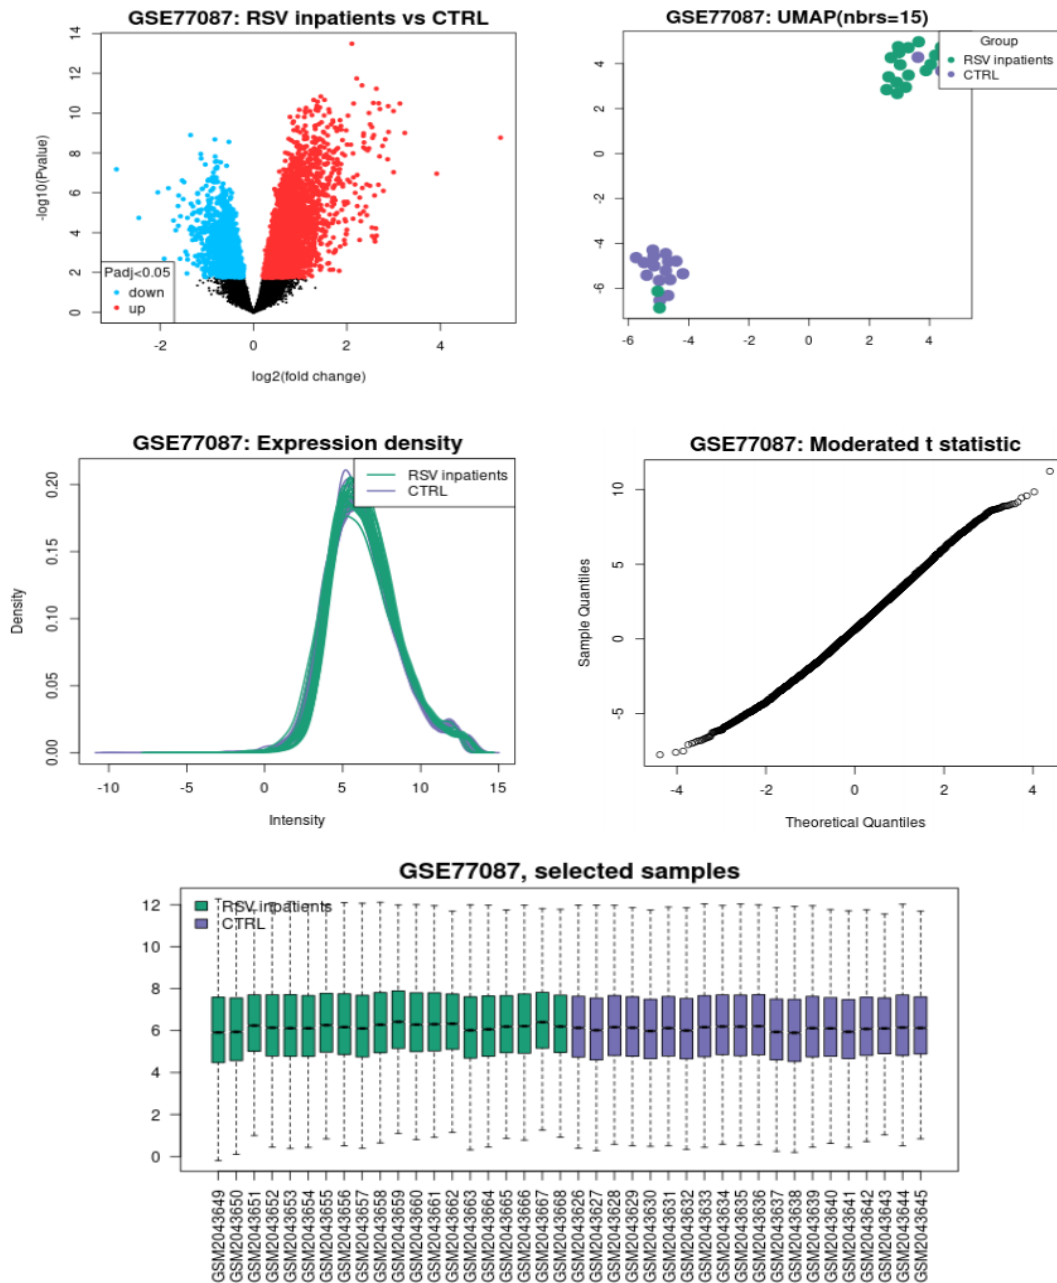 GSE77087: RSV inpatients vs CTRL
-log10(Pvalue)
14
12
10
8
6
4
2
0
Padj<0.05
down
up
-2 0 2 4
log2(fold change)
GSE77087: UMAP(nbrs=15)
Group
RSV inpatients
CTRL
4
2
0
-2
-4
-6
-6 -4 -2 0 2 4
GSE77087: Expression density
RSV inpatients
CTRL
Density
0.20
0.15
0.10
0.05
0.00
-10 -5 0 5 10 15
Intensity
GSE77087: Moderated t statistic
Sample Quantiles
10
5
0
-5
-4 -2 0 2 4
Theoretical Quantiles
GSE77087, selected samples
RSV inpatients
CTRL
12
10
8
6
4
2
0
GSM2043649
GSM2043650
GSM2043651
GSM2043652
GSM2043653
GSM2043654
GSM2043655
GSM2043656
GSM2043657
GSM2043658
GSM2043659
GSM2043660
GSM2043661
GSM2043662
GSM2043663
GSM2043664
GSM2043665
GSM2043666
GSM2043667
GSM2043668
GSM2043626
GSM2043627
GSM2043628
GSM2043629
GSM2043630
GSM2043631
GSM2043632
GSM2043633
GSM2043634
GSM2043635
GSM2043636
GSM2043637
GSM2043638
GSM2043639
GSM2043640
GSM2043641
GSM2043642
GSM2043643
GSM2043644
GSM2043645